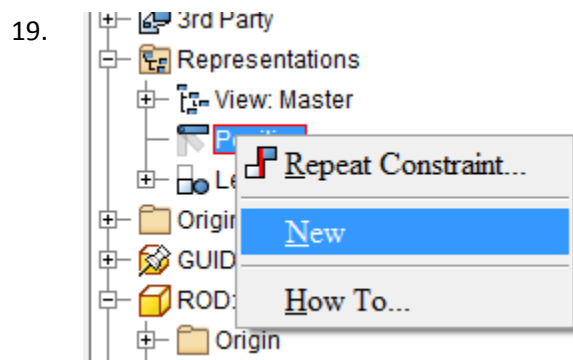 19.
3rd Party
Representations
View: Master
Repeat Constraint...
New
GUID
How To...
ROD:
Origin